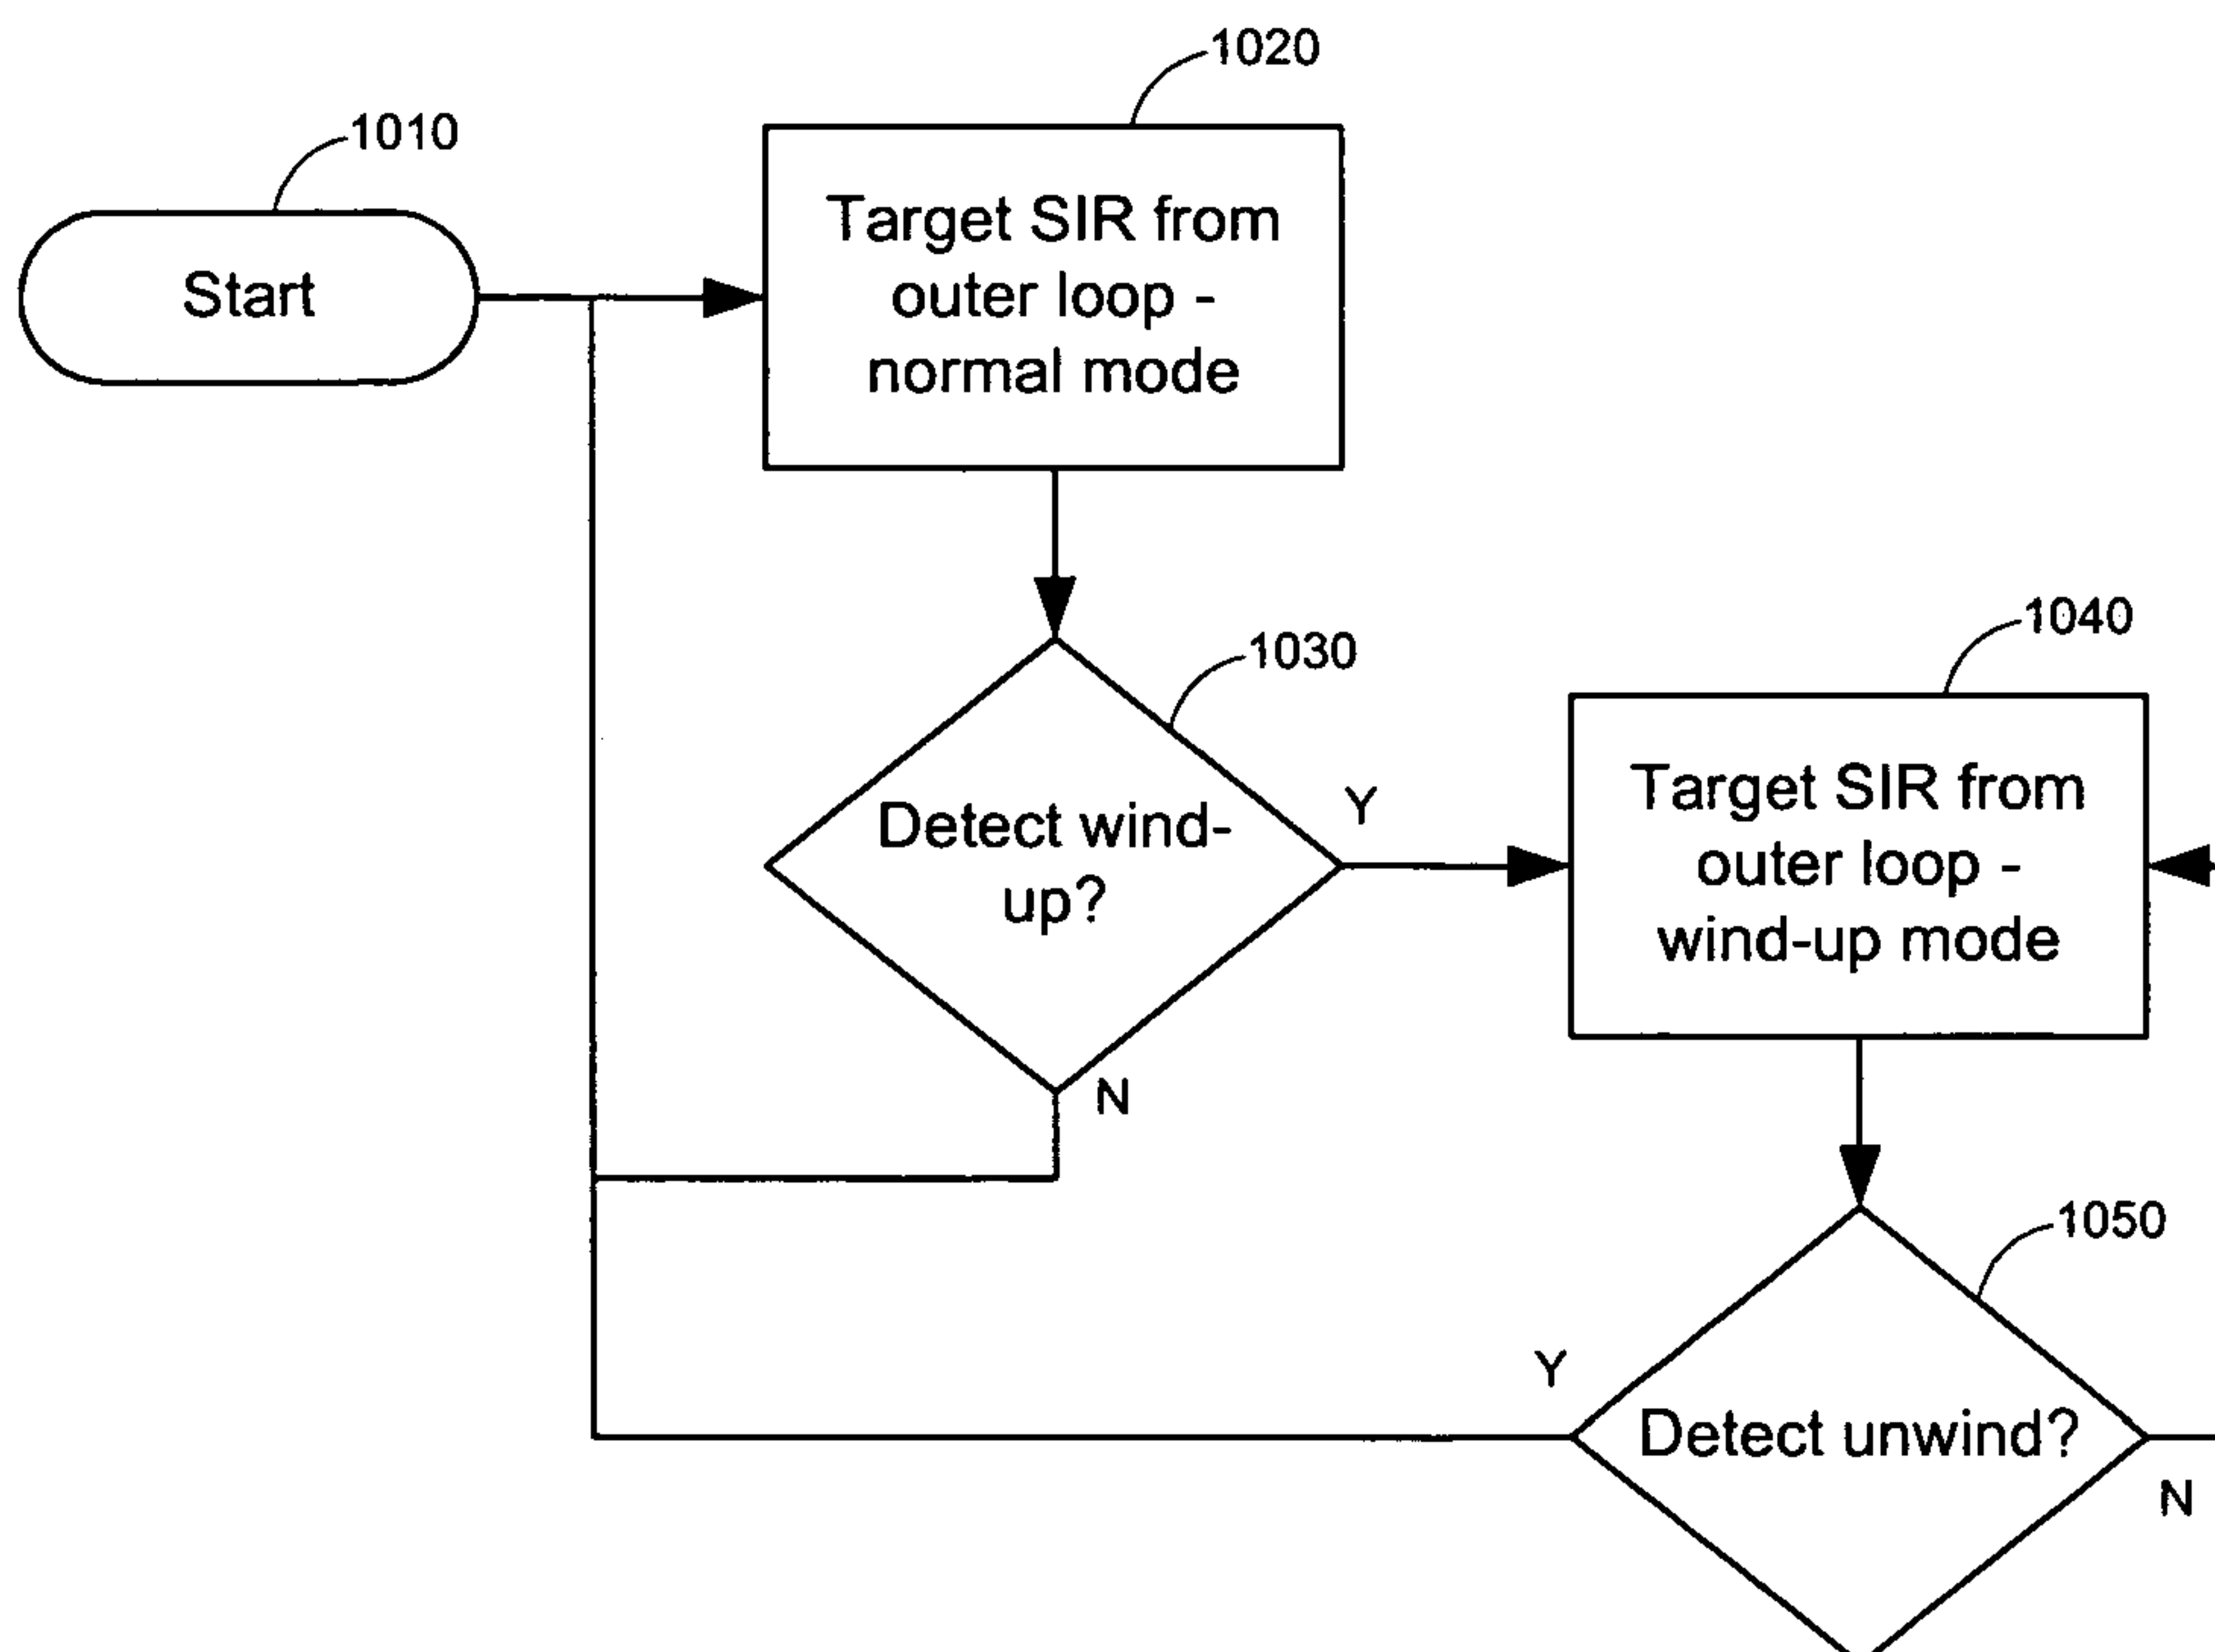 1020
1010
Target SIR from
outer loop -
normal mode
Start
1040
1030
Target SIR from
outer loop -
wind-up mode
Y
Detect wind-
up?
N
1050
Y
Detect unwind?
N